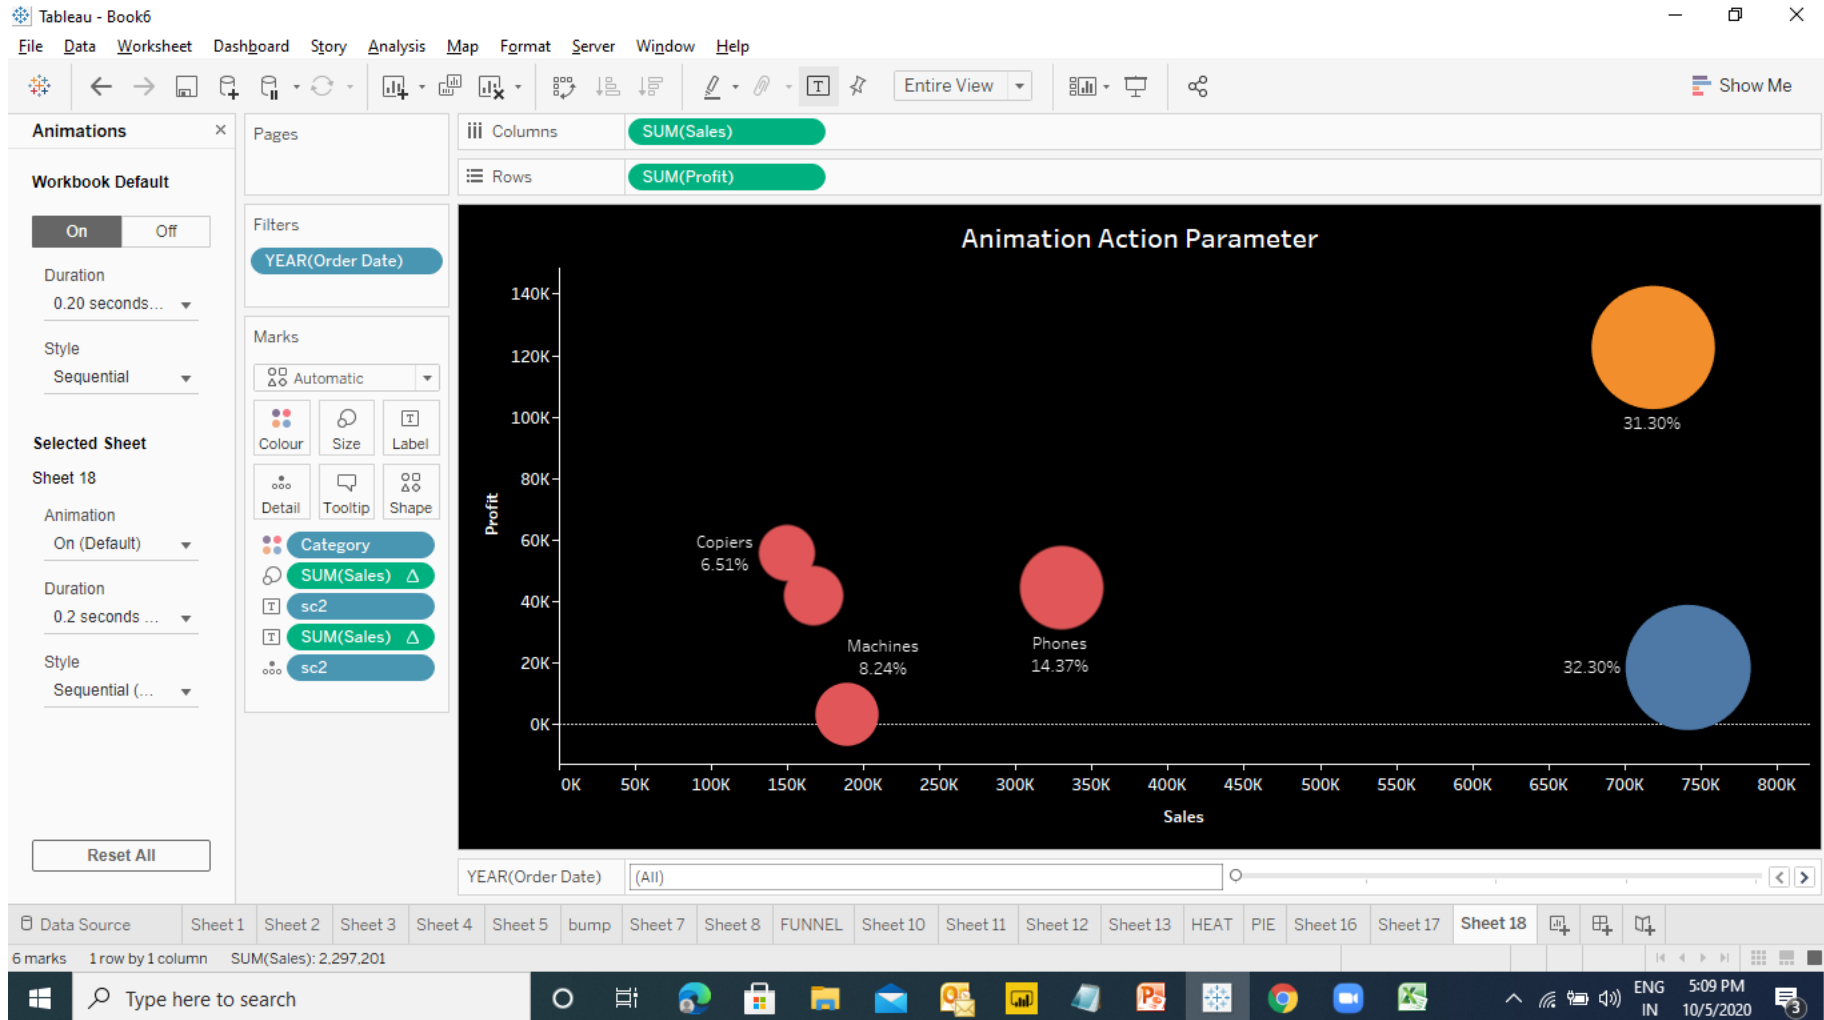 Tableau - Book6
File Data Worksheet Dashboard Story Analysis Map Format Server Window Help
Entire View
Show Me
Animations
Workbook Default
On Off
Duration
0.20 seconds...
Style
Sequential
Selected Sheet
Sheet 18
Animation
On (Default)
Duration
0.2 seconds ...
Style
Sequential (...
Reset All
Pages
Filters
YEAR(Order Date)
Marks
Automatic
Colour Size Label
Detail Tooltip Shape
Category
SUM(Sales) Δ
sc2
SUM(Sales) Δ
sc2
Columns SUM(Sales)
Rows SUM(Profit)
Animation Action Parameter
Profit
140K
120K
100K
80K
60K
40K
20K
0K
31.30%
Copiers
6.51%
Machines
8.24%
Phones
14.37%
32.30%
0K 50K 100K 150K 200K 250K 300K 350K 400K 450K 500K 550K 600K 650K 700K 750K 800K
Sales
YEAR(Order Date) (All)
Data Source Sheet 1 Sheet 2 Sheet 3 Sheet 4 Sheet 5 bump Sheet 7 Sheet 8 FUNNEL Sheet 10 Sheet 11 Sheet 12 Sheet 13 HEAT PIE Sheet 16 Sheet 17 Sheet 18
6 marks 1 row by 1 column SUM(Sales): 2,297,201
Type here to search
ENG
IN
5:09 PM
10/5/2020
3